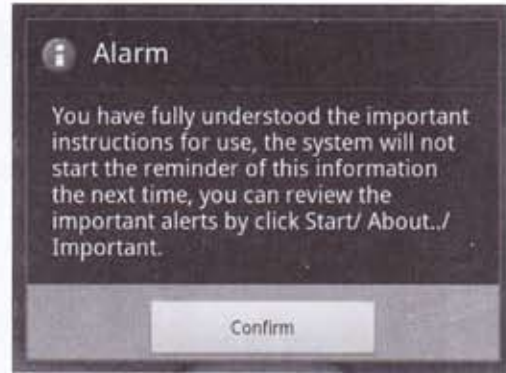 Alarm
You have fully understood the important
instructions for use, the system will not
start the reminder of this information
the next time, you can review the
important alerts by click Start/ About../
Important.
Confirm